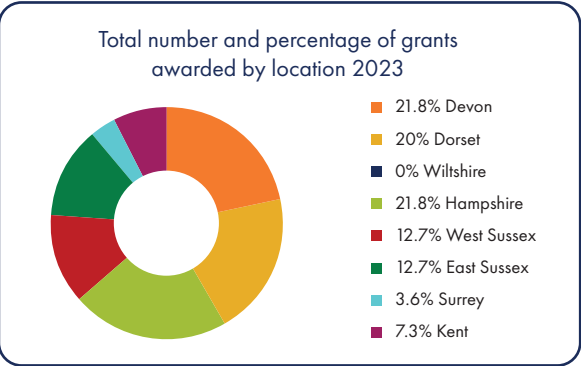 Total number and percentage of grants
awarded by location 2023
21.8% Devon
20% Dorset
0% Wiltshire
21.8% Hampshire
12.7% West Sussex
12.7% East Sussex
3.6% Surrey
7.3% Kent